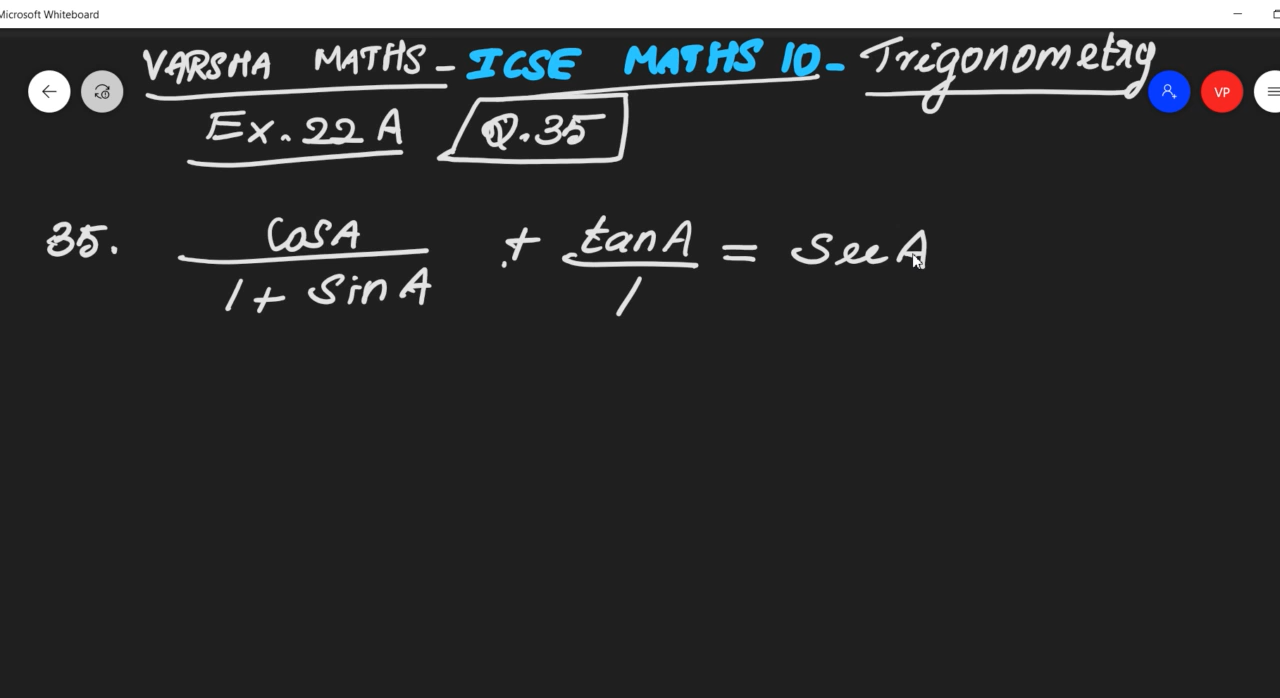 Microsoft Whiteboard
VARSHA MATHS - ICSE MATHS 10 - Trigonometry
VP
Ex. 22 A Q.35
35. CosA / 1 + SinA + tanA / 1 = SecA